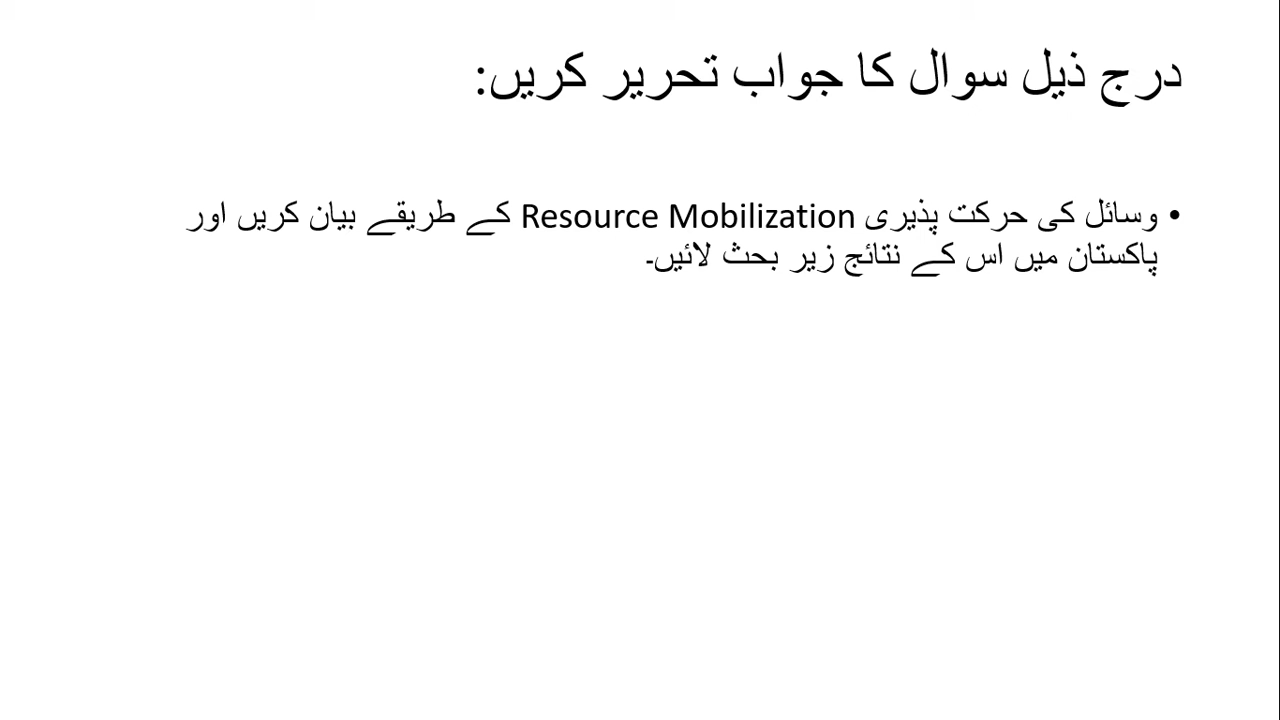 درج ذیل سوال کا جواب تحریر کریں:
• وسائل کی حرکت پذیری Resource Mobilization کے طریقے بیان کریں اور
پاکستان میں اس کے نتائج زیر بحث لائیں۔